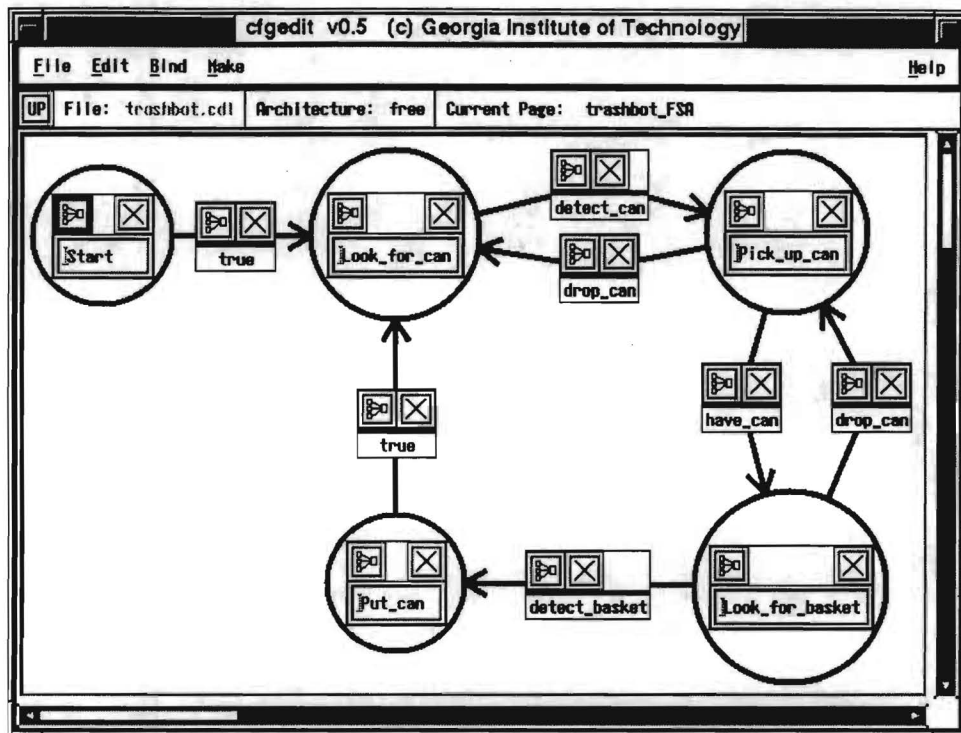 cfgedit v0.5 (c) Georgia Institute of Technology
File Edit Bind Make Help
UP File: trashbot.cdl Architecture: free Current Page: trashbot_FSA
detect_can
Start
true
Look_for_can
Pick_up_can
drop_can
have_can
drop_can
true
Put_can
detect_basket
Look_for_basket